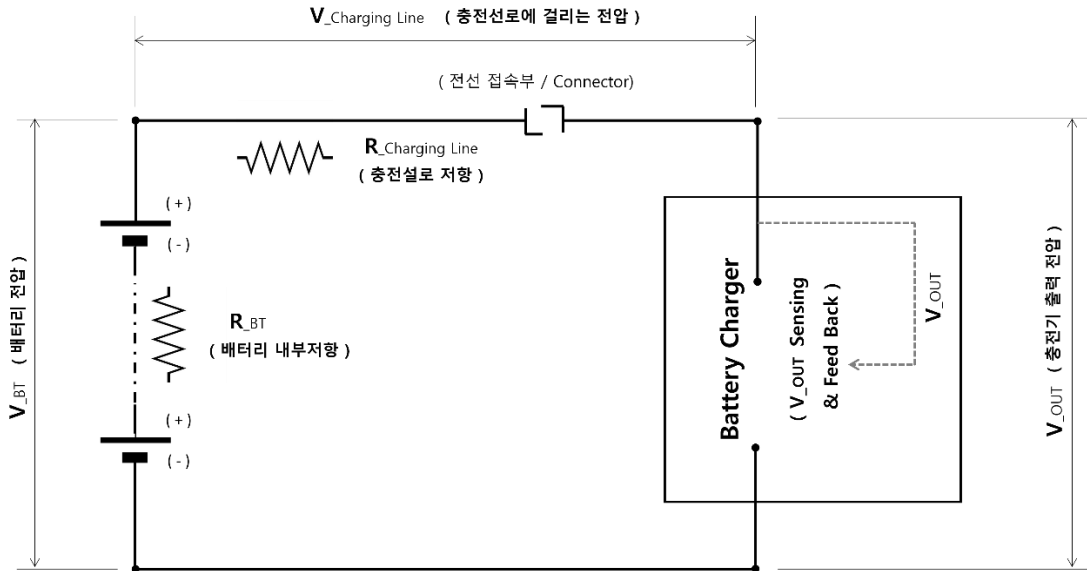 V_Charging Line ( 충전선로에 걸리는 전압 )
( 전선 접속부 / Connector)
R_Charging Line
( 충전설로 저항 )
( + )
( - )
R_BT
( 배터리 내부저항 )
( + )
( - )
V_BT ( 배터리 전압 )
Battery Charger
( V_OUT Sensing
& Feed Back )
V_OUT
V_OUT ( 충전기 출력 전압 )